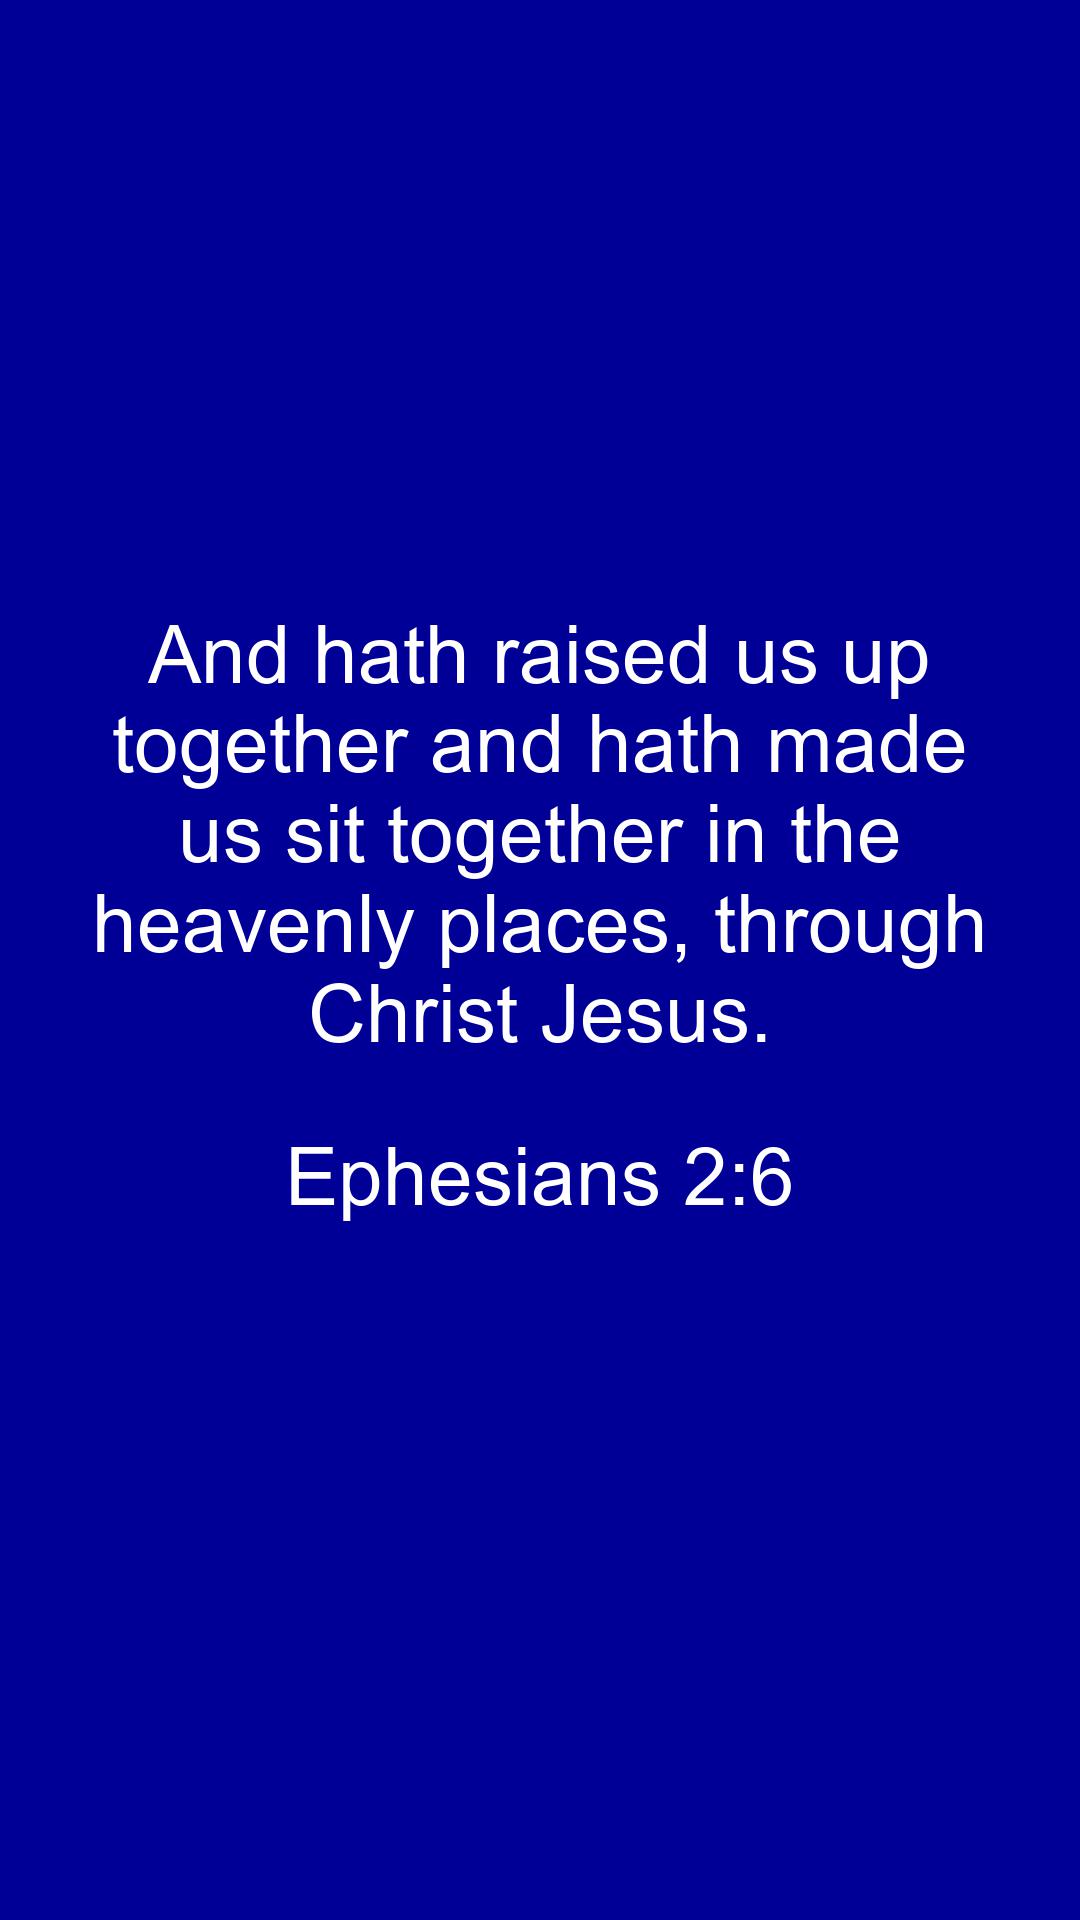 And hath raised us up
together and hath made
us sit together in the
heavenly places, through
Christ Jesus.
Ephesians 2:6